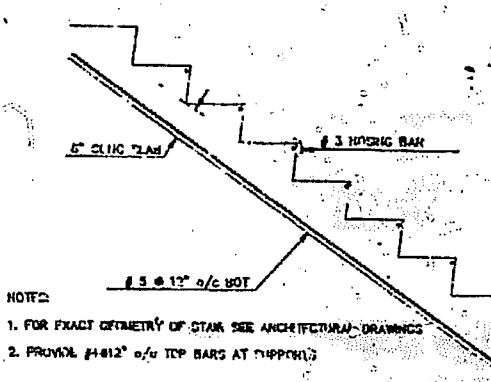 6" CONC SLAB
# 3 NOSING BAR
# 5 @ 12" o/c BOT
NOTES
1. FOR EXACT GEOMETRY OF STAIR SEE ARCHITECTURAL DRAWINGS
2. PROVIDE #4@12" o/c TOP BARS AT SUPPORTS